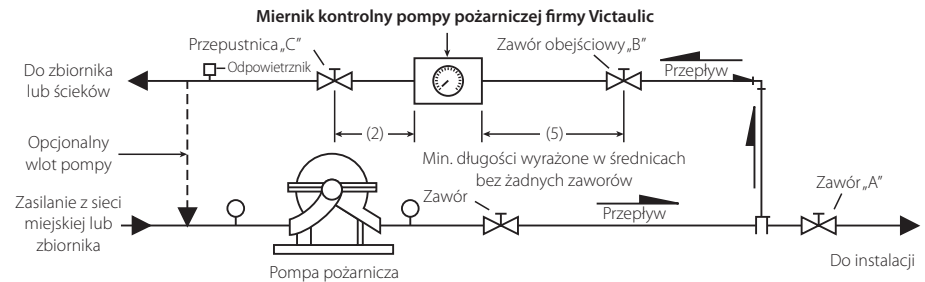 Miernik kontrolny pompy pożarniczej firmy Victaulic
Przepustnica „C”
Zawór obejściowy „B”
Do zbiornika
lub ścieków
Odpowietrznik
Przepływ
(2)
(5)
Opcjonalny
wlot pompy
Min. długości wyrażone w średnicach
bez żadnych zaworów
Zasilanie z sieci
miejskiej lub
zbiornika
Zawór
Przepływ
Zawór „A”
Do instalacji
Pompa pożarnicza